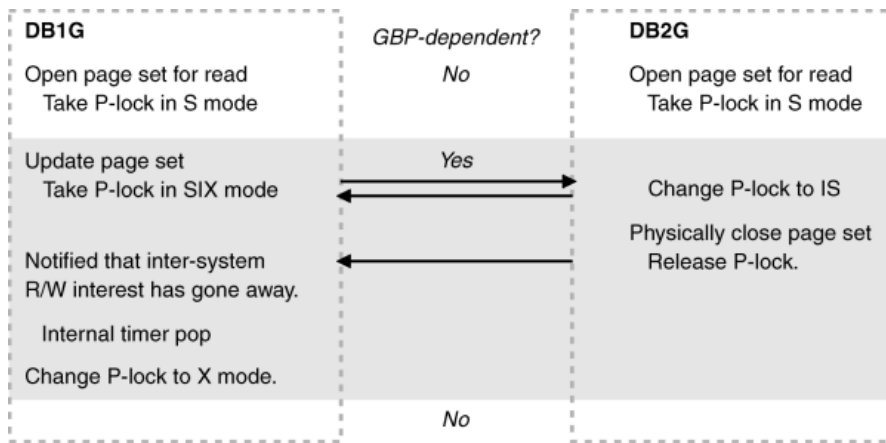 DB1G
GBP-dependent?
DB2G
Open page set for read
Take P-lock in S mode
No
Open page set for read
Take P-lock in S mode
Update page set
Take P-lock in SIX mode
Yes
Change P-lock to IS
Physically close page set
Release P-lock.
Notified that inter-system
R/W interest has gone away.
Internal timer pop
Change P-lock to X mode.
No